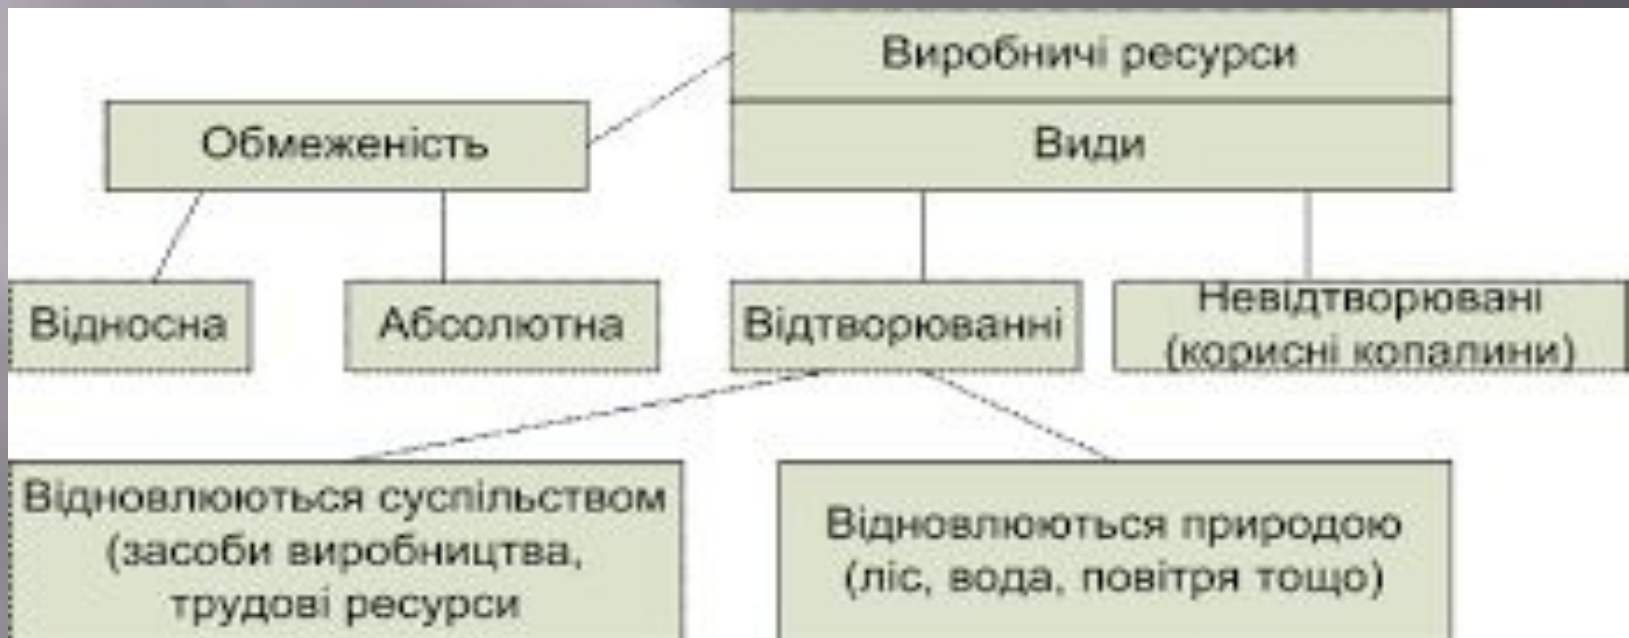 Виробничі ресурси
Обмеженість
Види
Відносна
Абсолютна
Відтворюванні
Невідтворювані
(корисні копалини)
Відновлюються суспільством
(засоби виробництва,
трудові ресурси
Відновлюються природою
(ліс, вода, повітря тощо)